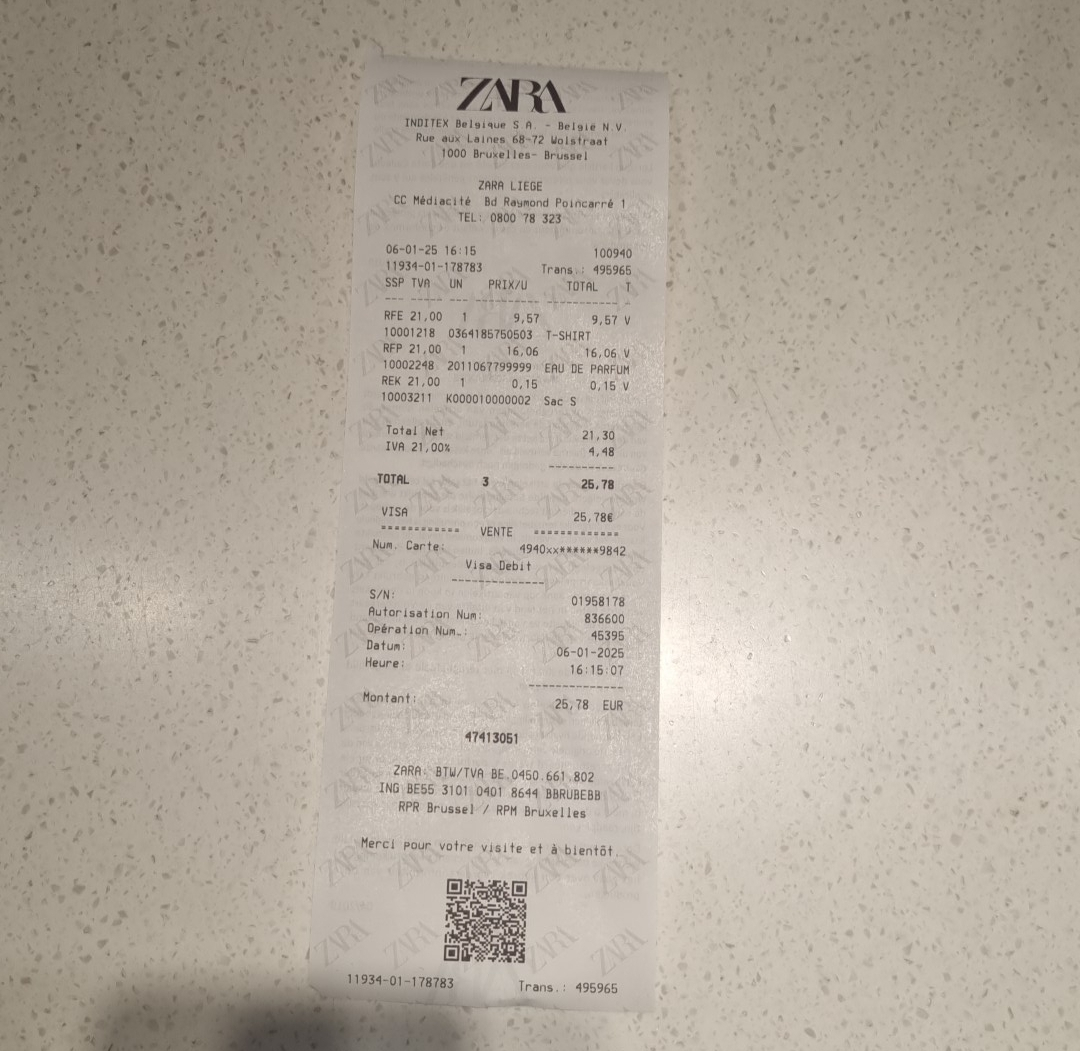 ZARA
INDITEX Belgique S.A. - Belgie N.V.
Rue aux Laines 68-72 Wolstraat
1000 Bruxelles- Brussel
ZARA LIEGE
CC Médiacité Bd Raymond Poincarré 1
TEL: 0800 78 323
06-01-25 16:15 100940
11934-01-178783 Trans.: 495965
SSP TVA UN PRIX/U TOTAL T
--- ----- --- ---------- ----------- -
RFE 21,00 1 9,57 9,57 V
10001218 0364185750503 T-SHIRT
RFP 21,00 1 16,06 16,06 V
10002248 2011067799999 EAU DE PARFUM
REK 21,00 1 0,15 0,15 V
10003211 K000010000002 Sac S
Total Net 21,30
IVA 21,00% 4,48
----------
TOTAL 3 25,78
VISA 25,78€
============ VENTE =============
Num. Carte: 4940xx******9842
Visa Debit
--------------
S/N: 01958178
Autorisation Num: 836600
Opération Num.: 45395
Datum: 06-01-2025
Heure: 16:15:07
--------------
Montant: 25,78 EUR
47413051
ZARA: BTW/TVA BE.0450.661.802
ING BE55 3101 0401 8644 BBRUBEBB
RPR Brussel / RPM Bruxelles
Merci pour votre visite et à bientôt.
11934-01-178783 Trans.: 495965